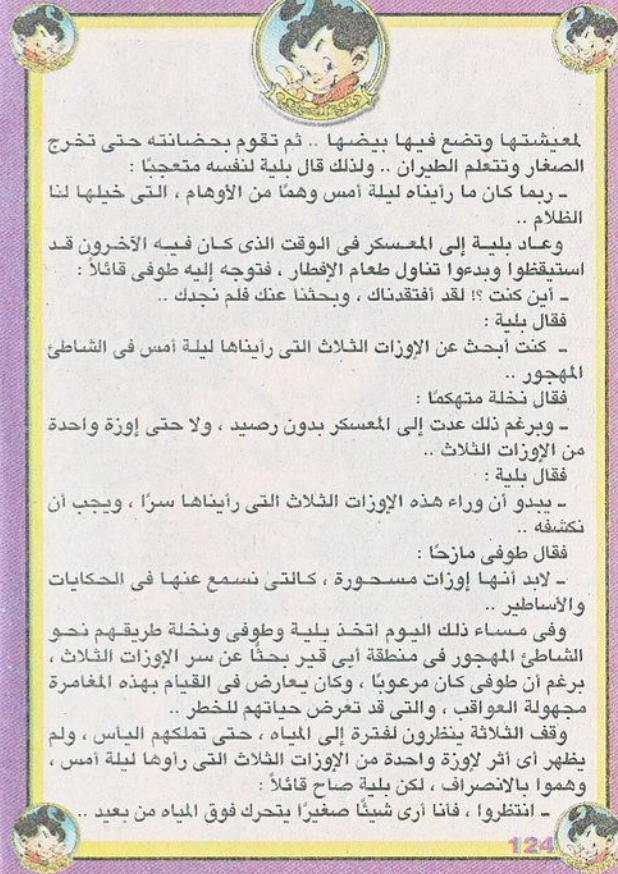 لمعيشتها وتضع فيها بيضها .. ثم تقوم بحضانته حتى تخرج
الصغار وتتعلم الطيران .. ولذلك قال بلية لنفسه متعجبًا :
ـ ربما كان ما رأيناه ليلة أمس وهمًا من الأوهام ، التى خيلها لنا
الظلام ..
وعاد بلية إلى المعسكر فى الوقت الذى كان فيه الآخرون قد
استيقظوا وبدءوا تناول طعام الإفطار ، فتوجه إليه طوفى قائلاً :
ـ أين كنت ؟! لقد أفتقدناك ، وبحثنا عنك فلم نجدك ..
فقال بلية :
ـ كنت أبحث عن الإوزات الثلاث التى رأيناها ليلة أمس فى الشاطئ
المهجور ..
فقال نخلة متهكمًا :
ـ وبرغم ذلك عدت إلى المعسكر بدون رصيد ، ولا حتى إوزة واحدة
من الإوزات الثلاث ..
فقال بلية :
ـ يبدو أن وراء هذه الإوزات الثلاث التى رأيناها سرًا ، ويجب أن
نكشفه ..
فقال طوفى مازحًا :
ـ لابد أنها إوزات مسحورة ، كالتى نسمع عنها فى الحكايات
والأساطير ..
وفى مساء ذلك اليوم اتخذ بلية وطوفى ونخلة طريقهم نحو
الشاطئ المهجور فى منطقة أبى قير بحثًا عن سر الإوزات الثلاث ،
برغم أن طوفى كان مرعوبًا ، وكان يعارض فى القيام بهذه المغامرة
مجهولة العواقب ، والتى قد تعرض حياتهم للخطر ..
وقف الثلاثة ينظرون لفترة إلى المياه ، حتى تملكهم اليأس ، ولم
يظهر أى أثر لإوزة واحدة من الإوزات الثلاث التى رأوها ليلة أمس ،
وهموا بالانصراف ، لكن بلية صاح قائلاً :
ـ انتظروا ، فأنا أرى شيئًا صغيرًا يتحرك فوق المياه من بعيد ..
124